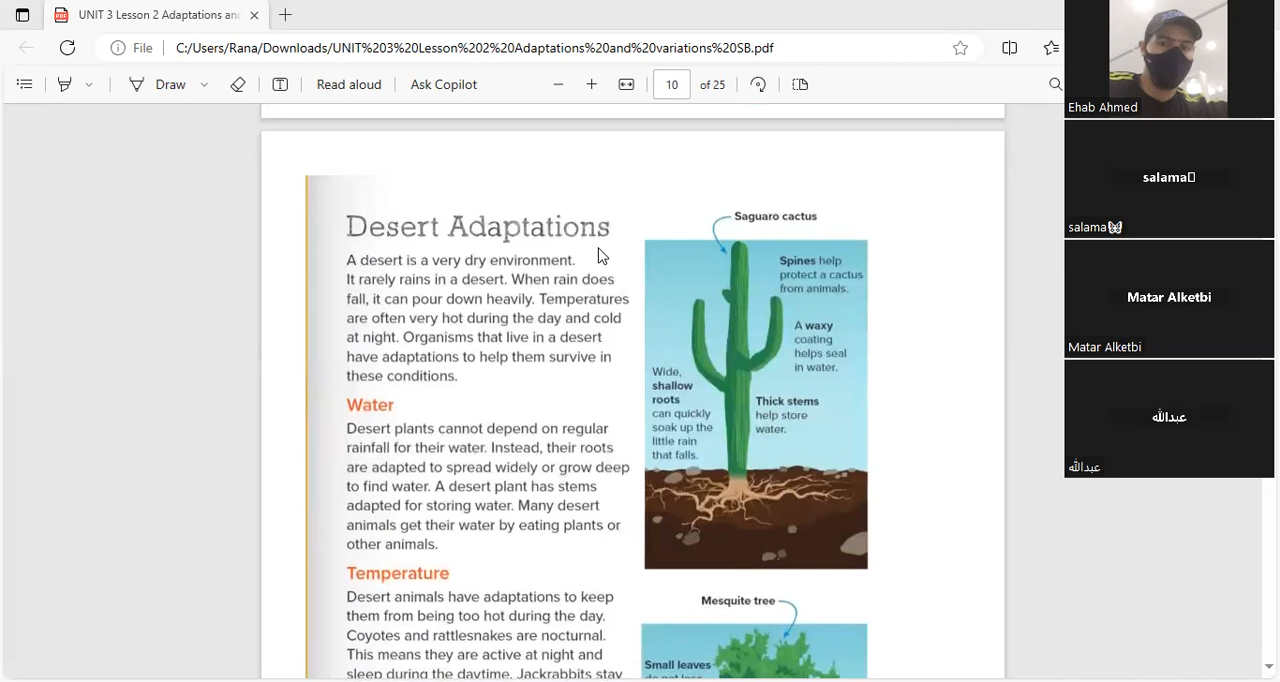 UNIT 3 Lesson 2 Adaptations an
File
C:/Users/Rana/Downloads/UNIT%203%20Lesson%202%20Adaptations%20and%20variations%20SB.pdf
Draw
Read aloud
Ask Copilot
10
of 25
Desert Adaptations
A desert is a very dry environment.
It rarely rains in a desert. When rain does
fall, it can pour down heavily. Temperatures
are often very hot during the day and cold
at night. Organisms that live in a desert
have adaptations to help them survive in
these conditions.
Water
Desert plants cannot depend on regular
rainfall for their water. Instead, their roots
are adapted to spread widely or grow deep
to find water. A desert plant has stems
adapted for storing water. Many desert
animals get their water by eating plants or
other animals.
Temperature
Desert animals have adaptations to keep
them from being too hot during the day.
Coyotes and rattlesnakes are nocturnal.
This means they are active at night and
sleep during the daytime. Jackrabbits stay
Saguaro cactus
Spines help
protect a cactus
from animals.
A waxy
coating
helps seal
in water.
Wide,
shallow
roots
can quickly
soak up the
little rain
that falls.
Thick stems
help store
water.
Mesquite tree
Small leaves
do not lose
Ehab Ahmed
salama
salama
Matar Alketbi
Matar Alketbi
عبدالله
عبدالله